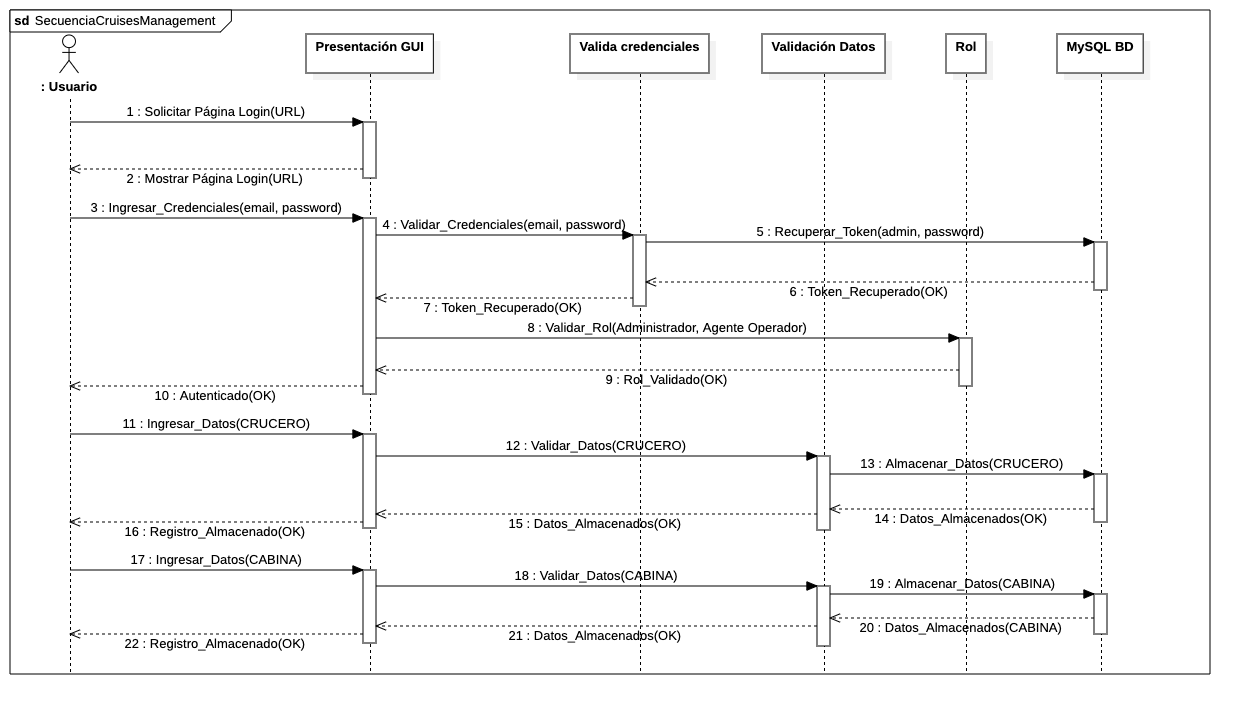 sd SecuenciaCruisesManagement
: Usuario
Presentación GUI
Valida credenciales
Validación Datos
Rol
MySQL BD
1 : Solicitar Página Login(URL)
2 : Mostrar Página Login(URL)
3 : Ingresar_Credenciales(email, password)
4 : Validar_Credenciales(email, password)
5 : Recuperar_Token(admin, password)
6 : Token_Recuperado(OK)
7 : Token_Recuperado(OK)
8 : Validar_Rol(Administrador, Agente Operador)
9 : Rol_Validado(OK)
10 : Autenticado(OK)
11 : Ingresar_Datos(CRUCERO)
12 : Validar_Datos(CRUCERO)
13 : Almacenar_Datos(CRUCERO)
14 : Datos_Almacenados(OK)
15 : Datos_Almacenados(OK)
16 : Registro_Almacenado(OK)
17 : Ingresar_Datos(CABINA)
18 : Validar_Datos(CABINA)
19 : Almacenar_Datos(CABINA)
20 : Datos_Almacenados(CABINA)
21 : Datos_Almacenados(OK)
22 : Registro_Almacenado(OK)